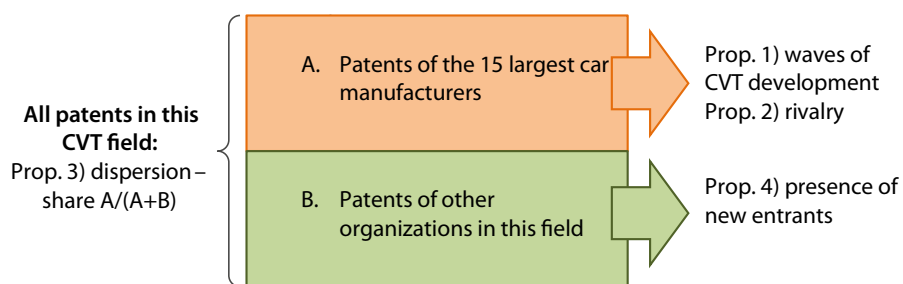 All patents in this
CVT field:
Prop. 3) dispersion –
share A/(A+B)
A. Patents of the 15 largest car
manufacturers
B. Patents of other
organizations in this field
Prop. 1) waves of
CVT development
Prop. 2) rivalry
Prop. 4) presence of
new entrants